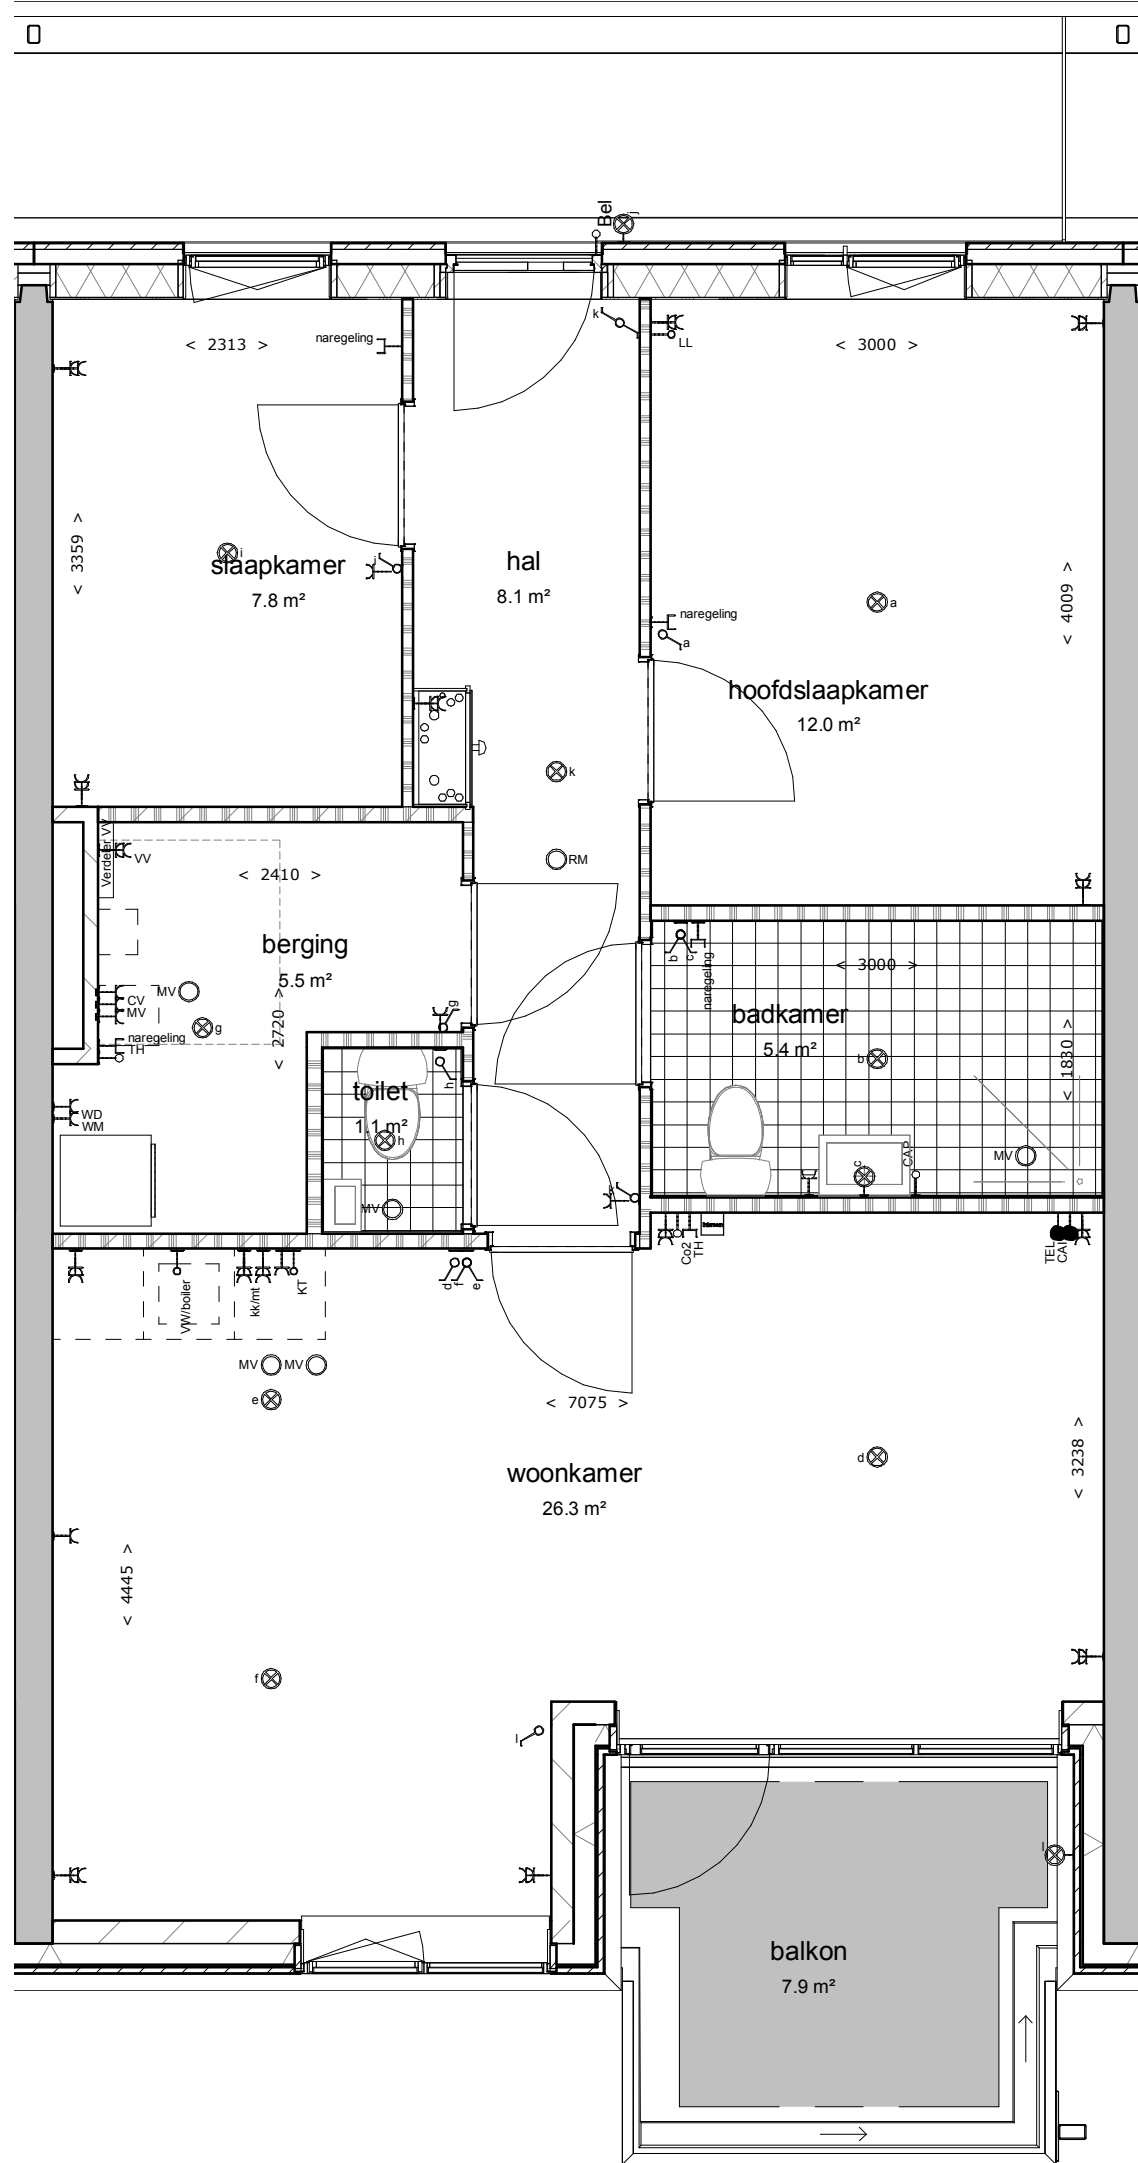 Bel
j
k
naregeling
LL
< 2313 >
< 3000 >
< 3359 >
i
slaapkamer
7.8 m²
hal
8.1 m²
a
< 4009 >
naregeling
a
hoofdslaapkamer
12.0 m²
k
RM
Verdeler VV
VV
< 2410 >
berging
5.5 m²
b
c
naregeling
< 3000 >
MV
CV
MV
g
< 2720 >
g
badkamer
5.4 m²
b
< 1830 >
naregeling
TH
toilet
1.1 m²
h
h
WD
WM
MV
k
c
CAP
MV
Co2
TH
TEL
CAI
VW/boiler
kk/mt
KT
d
f
e
MV
MV
e
< 7075 >
d
< 3238 >
woonkamer
26.3 m²
< 4445 >
f
l
l
balkon
7.9 m²